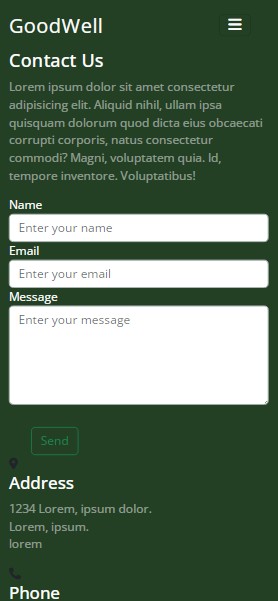 GoodWell
Contact Us
Lorem ipsum dolor sit amet consectetur
adipisicing elit. Aliquid nihil, ullam ipsa
quisquam dolorum quod dicta eius obcaecati
corrupti corporis, natus consectetur
commodi? Magni, voluptatem quia. Id,
tempore inventore. Voluptatibus!
Name
Enter your name
Email
Enter your email
Message
Enter your message
Send
Address
1234 Lorem, ipsum dolor.
Lorem, ipsum.
lorem
Phone